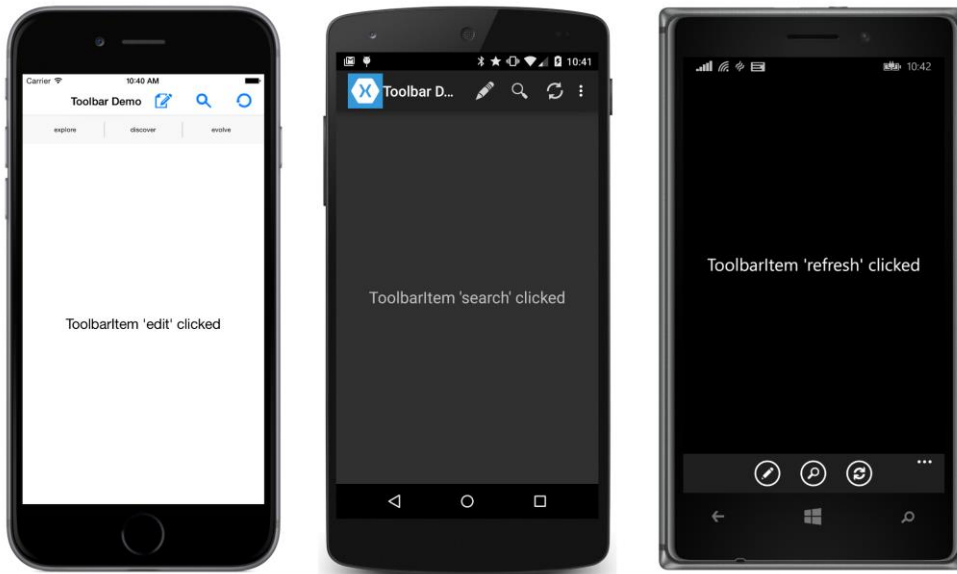 Carrier 10:40 AM
Toolbar Demo
explore discover evolve
ToolbarItem 'edit' clicked
10:41
Toolbar D...
ToolbarItem 'search' clicked
10:42
ToolbarItem 'refresh' clicked